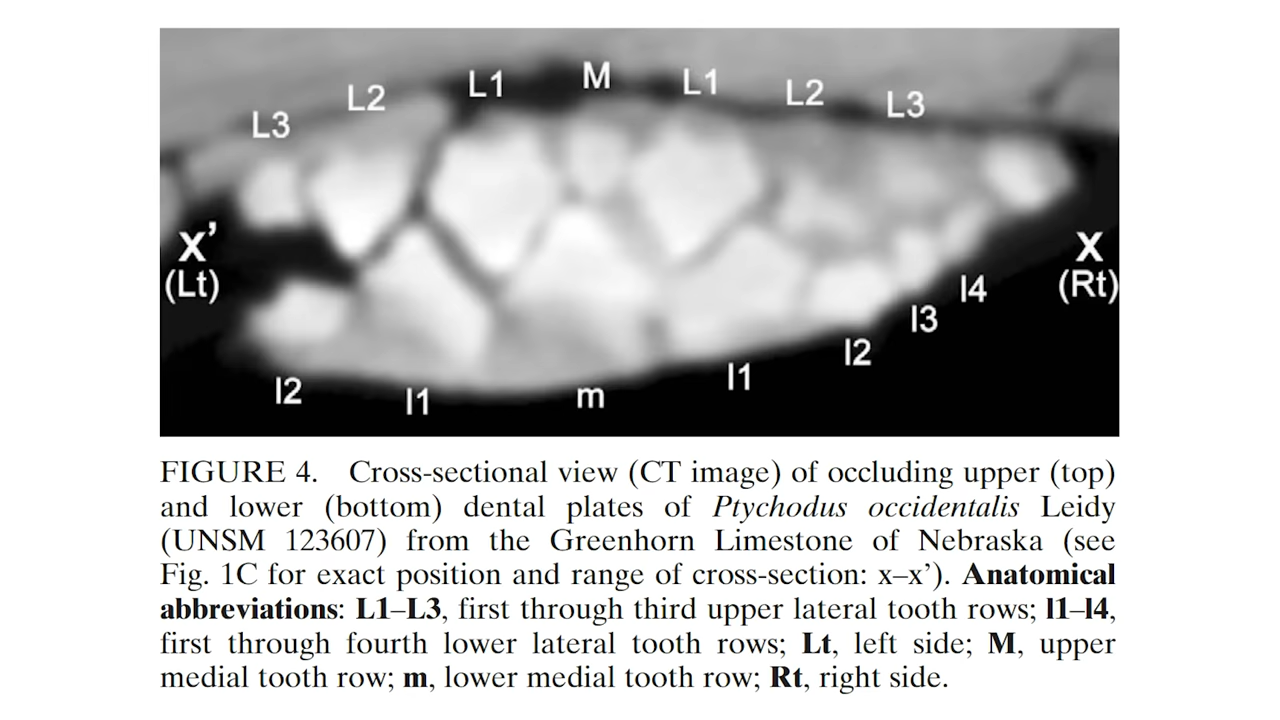 L3 L2 L1 M L1 L2 L3
X’ X
(Lt) (Rt)
l2 l1 m l1 l2 l3 l4
FIGURE 4. Cross-sectional view (CT image) of occluding upper (top)
and lower (bottom) dental plates of Ptychodus occidentalis Leidy
(UNSM 123607) from the Greenhorn Limestone of Nebraska (see
Fig. 1C for exact position and range of cross-section: x–x’). Anatomical
abbreviations: L1–L3, first through third upper lateral tooth rows; l1–l4,
first through fourth lower lateral tooth rows; Lt, left side; M, upper
medial tooth row; m, lower medial tooth row; Rt, right side.